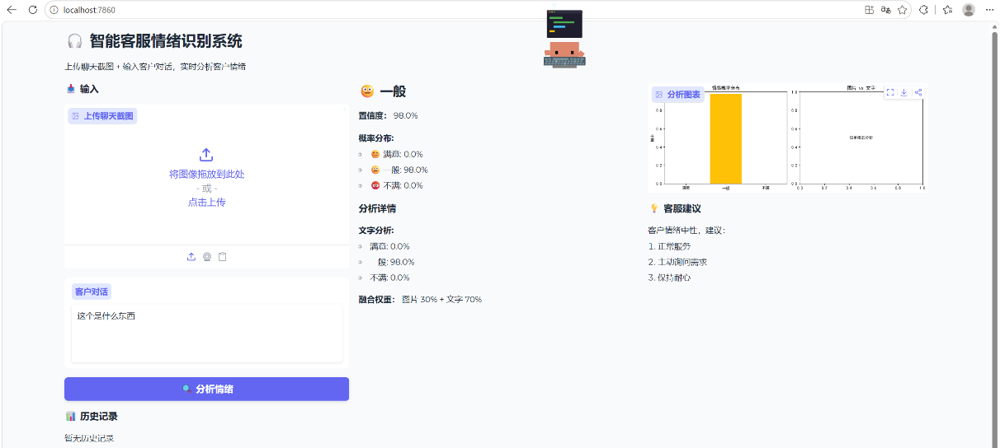 localhost:7860
🎧 智能客服情绪识别系统
上传聊天截图 + 输入客户对话，实时分析客户情绪
📥 输入
上传聊天截图
将图像拖放到此处
- 或 -
点击上传
客户对话
这个是什么东西
🔍 分析情绪
📊 历史记录
暂无历史记录
😐 一般
置信度： 98.0%
概率分布:
😊 满意: 0.0%
😐 一般: 98.0%
😡 不满: 0.0%
分析详情
文字分析:
满意: 0.0%
一般: 98.0%
不满: 0.0%
融合权重： 图片 30% + 文字 70%
分析图表
情绪概率分布
0.8
0.6
0.4
0.2
0.0
概率
满意 一般 不满
图片 vs 文字
1.0
0.8
0.6
0.4
0.2
0.0
仅单模态分析
0.0 0.2 0.4 0.6 0.8 1.0
💡 客服建议
客户情绪中性，建议：
1. 正常服务
2. 主动询问需求
3. 保持耐心